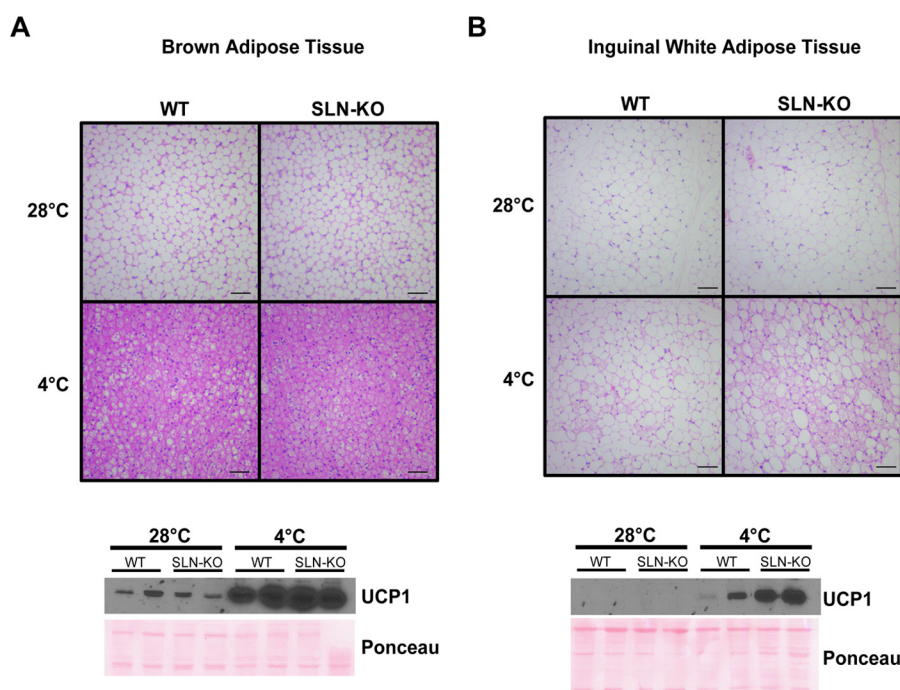 A
Brown Adipose Tissue
WT SLN-KO
28°C
4°C
28°C 4°C
WT SLN-KO WT SLN-KO
UCP1
Ponceau
B
Inguinal White Adipose Tissue
WT SLN-KO
28°C
4°C
28°C 4°C
WT SLN-KO WT SLN-KO
UCP1
Ponceau